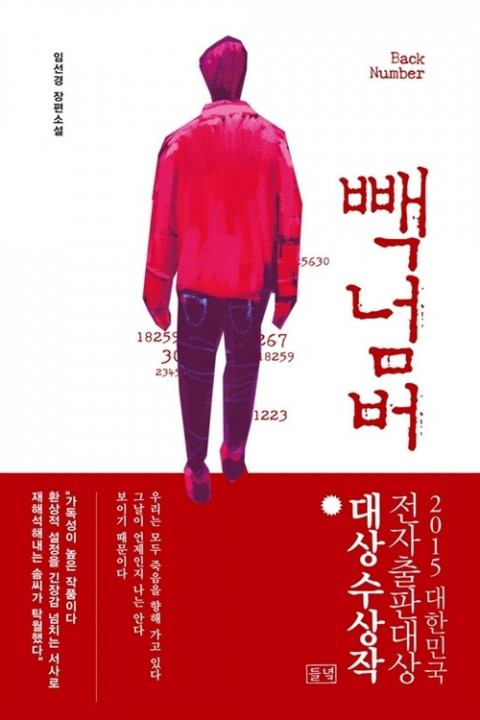 Back
Number
임선경 장편소설
빽넘버
25630
18259
30
2345
267
18259
1223
2015 대한민국
전자출판대상
대상수상작
들녘
우리는 모두 죽음을 향해 가고 있다
그날이 언제인지 나는 안다
보이기 때문이다
“가독성이 높은 작품이다
환상적 설정을 긴장감 넘치는 서사로
재해석해내는 솜씨가 탁월했다”